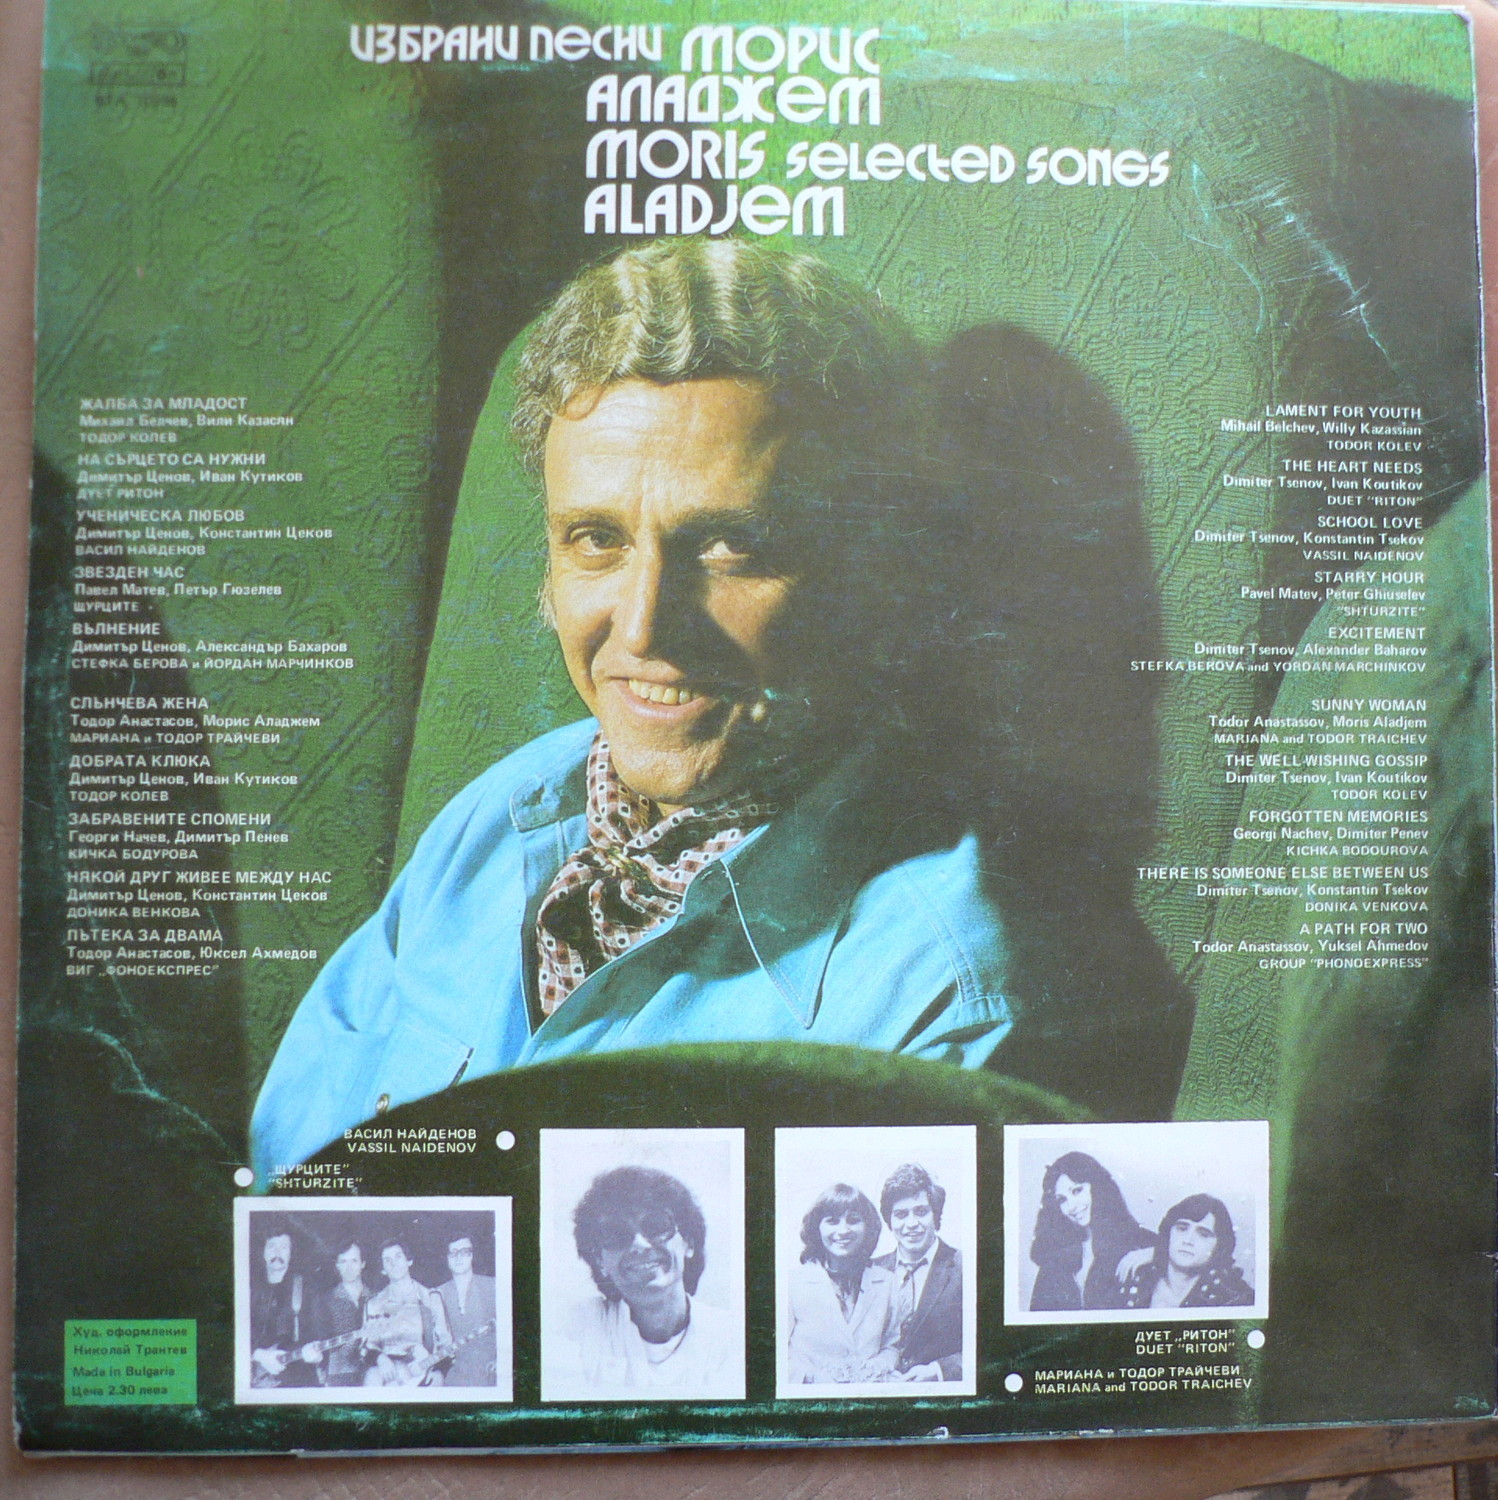 ИЗБРАНИ ПЕСНИ МОРИС
АЛАДЖЕМ
MORIS SELECTED SONGS
ALADJEM
ЖАЛБА ЗА МЛАДОСТ
Михаил Белчев, Вили Казасян
ТОДОР КОЛЕВ
НА СЪРЦЕТО СА НУЖНИ
Димитър Ценов, Иван Кутиков
ДУЕТ РИТОН
УЧЕНИЧЕСКА ЛЮБОВ
Димитър Ценов, Константин Цеков
ВАСИЛ НАЙДЕНОВ
ЗВЕЗДЕН ЧАС
Павел Матев, Петър Гюзелев
ЩУРЦИТЕ
ВЪЛНЕНИЕ
Димитър Ценов, Александър Бахаров
СТЕФКА БЕРОВА и ЙОРДАН МАРЧИНКОВ
СЛЪНЧЕВА ЖЕНА
Тодор Анастасов, Морис Аладжем
МАРИАНА и ТОДОР ТРАЙЧЕВИ
ДОБРАТА КЛЮКА
Димитър Ценов, Иван Кутиков
ТОДОР КОЛЕВ
ЗАБРАВЕНИТЕ СПОМЕНИ
Георги Начев, Димитър Пенев
КИЧКА БОДУРОВА
НЯКОЙ ДРУГ ЖИВЕЕ МЕЖДУ НАС
Димитър Ценов, Константин Цеков
ДОНИКА ВЕНКОВА
ПЪТЕКА ЗА ДВАМА
Тодор Анастасов, Юксел Ахмедов
ВИГ „ФОНОЕКСПРЕС”
LAMENT FOR YOUTH
Mihail Belchev, Willy Kazassian
TODOR KOLEV
THE HEART NEEDS
Dimiter Tsenov, Ivan Koutikov
DUET "RITON"
SCHOOL LOVE
Dimiter Tsenov, Konstantin Tsekov
VASSIL NAIDENOV
STARRY HOUR
Pavel Matev, Peter Ghiuselev
"SHTURZITE"
EXCITEMENT
Dimiter Tsenov, Alexander Baharov
STEFKA BEROVA and YORDAN MARCHINKOV
SUNNY WOMAN
Todor Anastassov, Moris Aladjem
MARIANA and TODOR TRAICHEV
THE WELL-WISHING GOSSIP
Dimiter Tsenov, Ivan Koutikov
TODOR KOLEV
FORGOTTEN MEMORIES
Georgi Nachev, Dimiter Penev
KICHKA BODOUROVA
THERE IS SOMEONE ELSE BETWEEN US
Dimiter Tsenov, Konstantin Tsekov
DONIKA VENKOVA
A PATH FOR TWO
Todor Anastassov, Yuksel Ahmedov
GROUP "PHONOEXPRESS"
ВАСИЛ НАЙДЕНОВ
VASSIL NAIDENOV
„ЩУРЦИТЕ”
"SHTURZITE"
ДУЕТ „РИТОН”
DUET "RITON"
МАРИАНА и ТОДОР ТРАЙЧЕВИ
MARIANA and TODOR TRAICHEV
Худ. оформление
Николай Трантев
Made in Bulgaria
Цена 2.30 лева